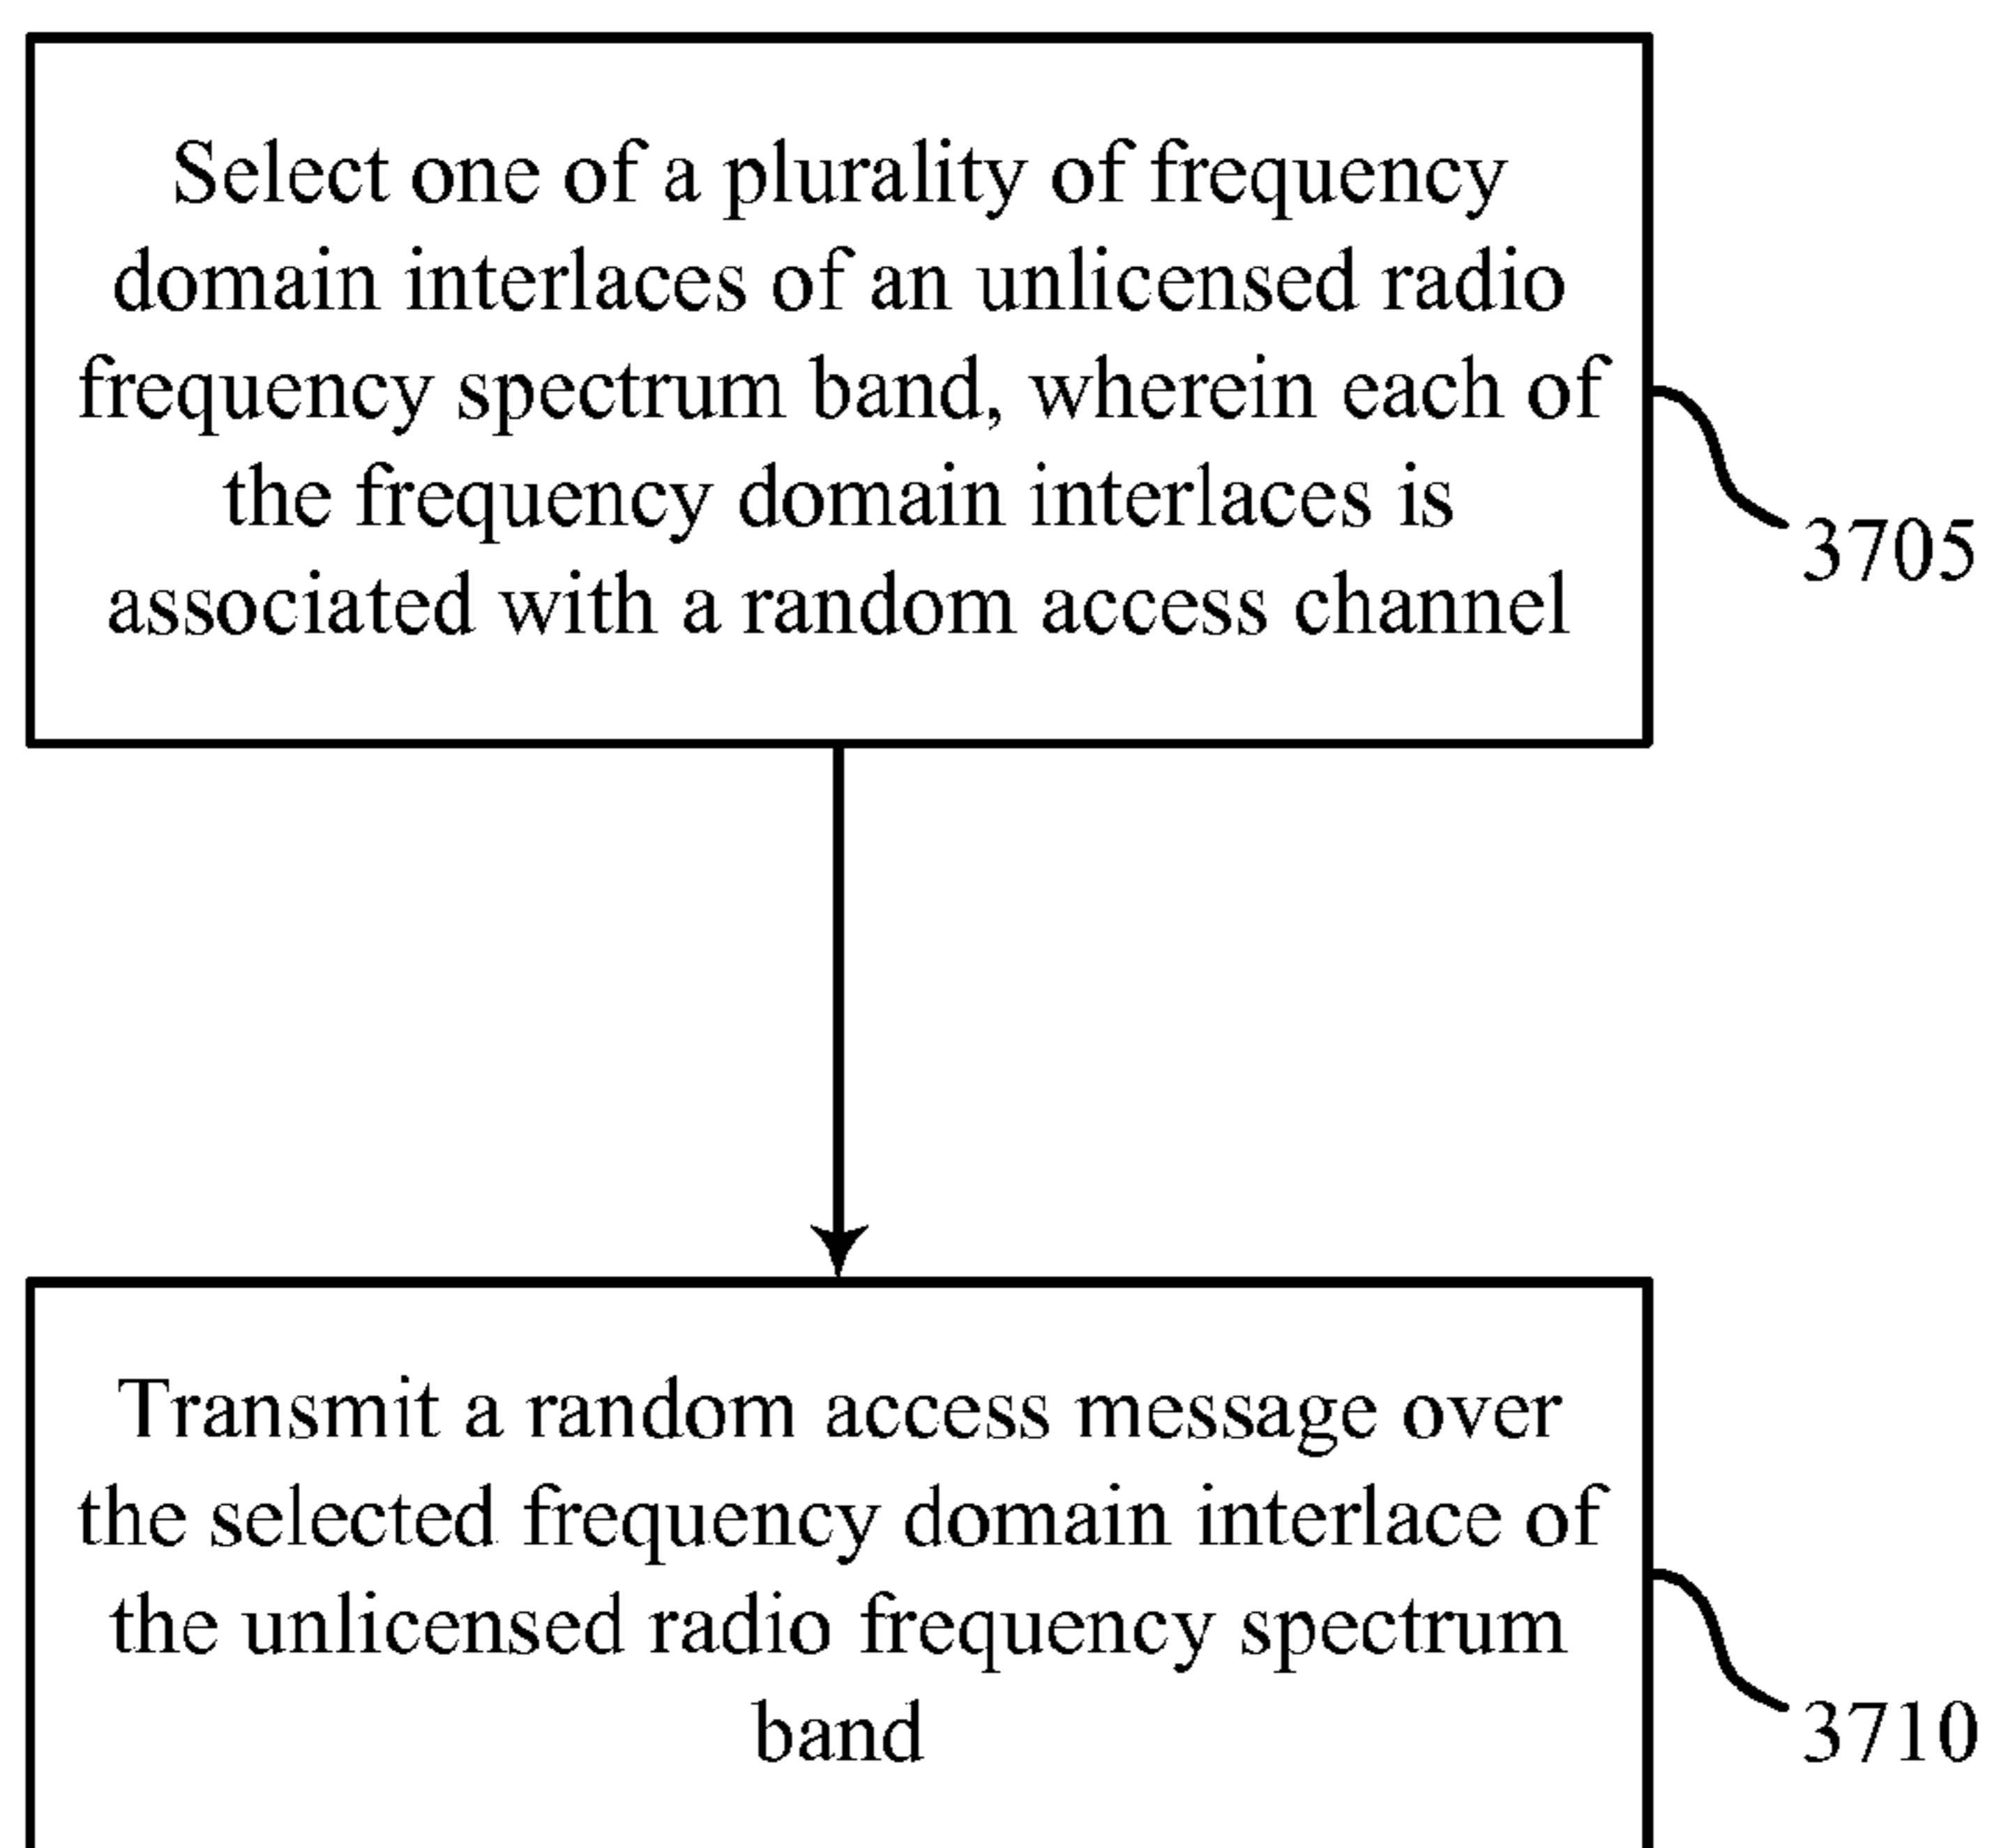 Select one of a plurality of frequency
domain interlaces of an unlicensed radio
frequency spectrum band, wherein each of
the frequency domain interlaces is
associated with a random access channel
3705
Transmit a random access message over
the selected frequency domain interlace of
the unlicensed radio frequency spectrum
band
3710